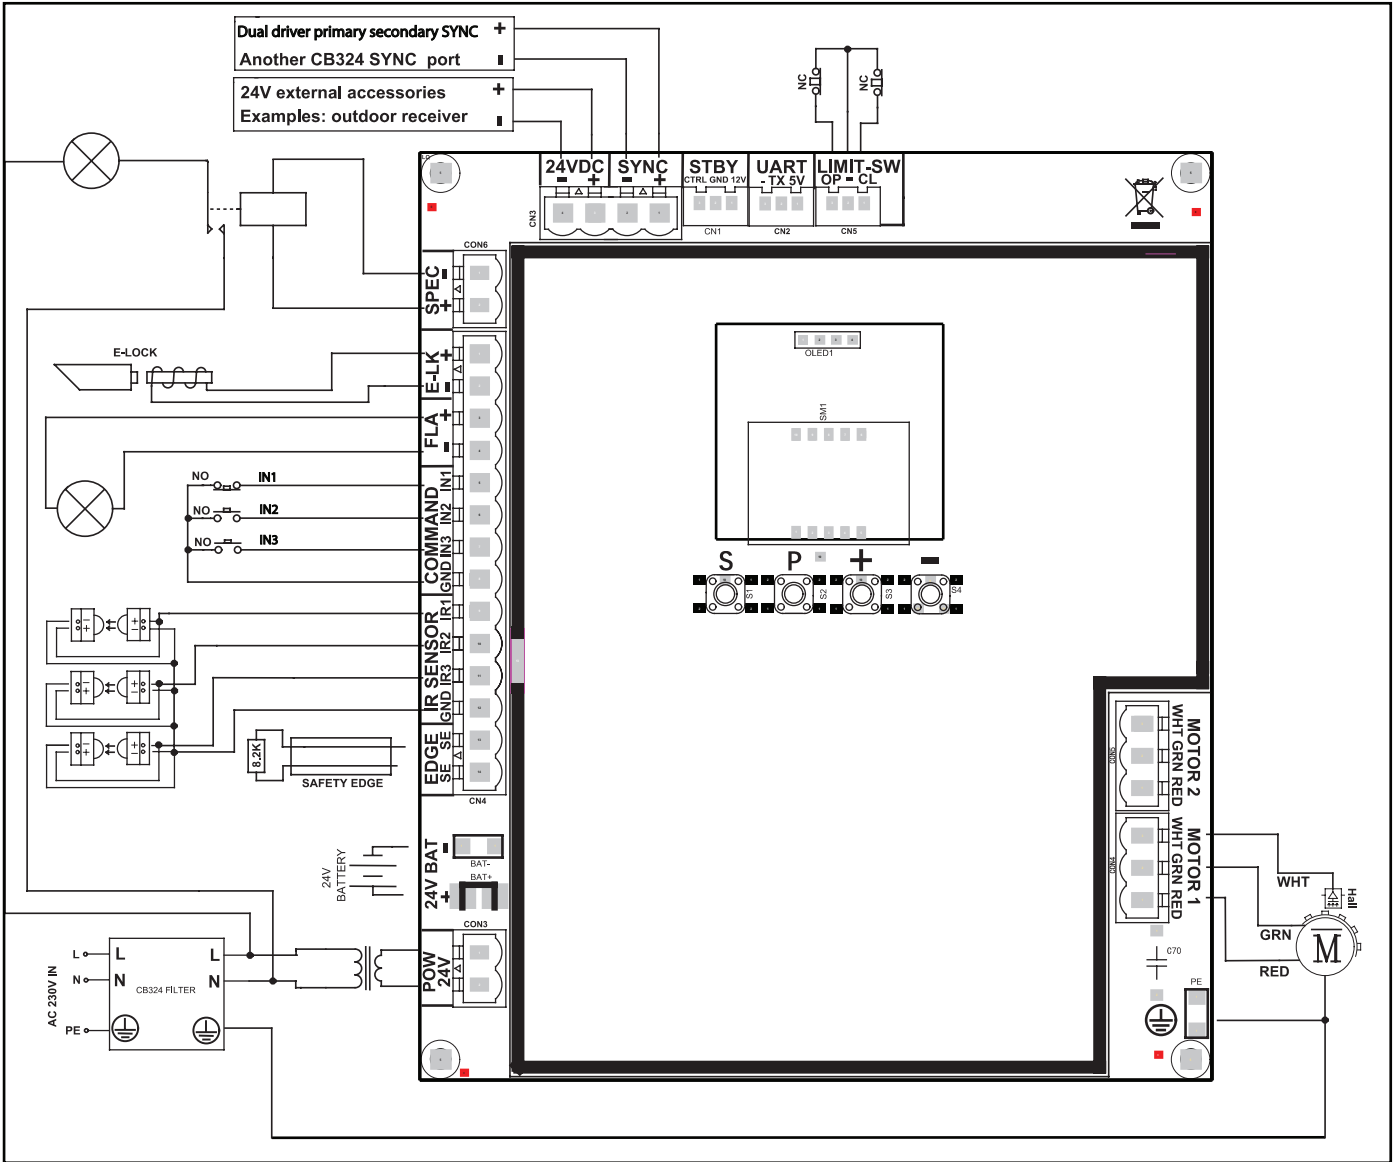 Dual driver primary secondary SYNC +
Another CB324 SYNC port -
24V external accessories +
Examples: outdoor receiver -
NC NC
LG
24VDC SYNC STBY UART LIMIT-SW
- + - + CTRL GND 12V - TX 5V OP - CL
CN3 CN1 CN2 CN5
CON6
SPEC - +
E-LOCK
E-LK + -
FLA + -
NO IN1
NO IN2
NO IN3
COMMAND IN1 IN2 IN3 GND
IR SENSOR IR1 IR2 IR3 GND
- + - +
- + - +
- + - +
8.2K
SAFETY EDGE
EDGE SE SE
CN4
24V BATTERY
24V BAT - +
BAT-
BAT+
CON3
POW 24V
AC 230V IN
L L L
N N N
CB324 FILTER
PE
OLED1
SM1
S P + -
S1 S2 S3 S4
MOTOR 2
WHT GRN RED
CON5
MOTOR 1
WHT GRN RED
CON4
WHT
Hall
GRN
M
RED
C70
PE